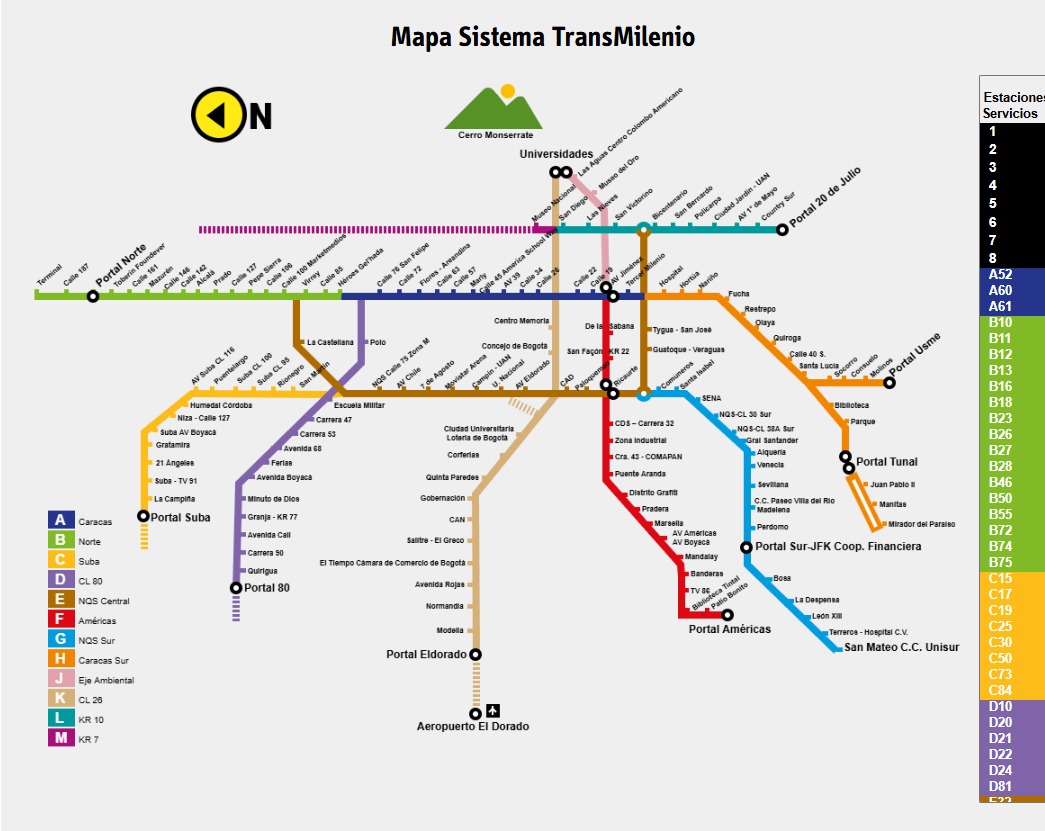 Mapa Sistema TransMilenio
N
Cerro Monserrate
Universidades
Las Aguas Centro Colombo Americano
Museo del Oro
Museo Nacional
San Diego
Las Nieves
San Victorino
Bicentenario
San Bernardo
Policarpa
Ciudad Jardín - UAN
AV 1° de Mayo
Country Sur
Portal 20 de Julio
Terminal
Calle 187
Portal Norte
Toberín Foundever
Calle 161
Mazurén
Calle 146
Calle 142
Alcalá
Prado
Calle 127
Pepe Sierra
Calle 106
Calle 100 Marketmedios
Virrey
Calle 85
Héroes Gel'hada
Calle 76 San Felipe
Calle 72
Flores - Areandina
Calle 63
Calle 57
Marly
Calle 45 America School Way
AV 39
Calle 34
Calle 26
Calle 22
Calle 19
AV Jiménez
Tercer Milenio
Hospital
Hortúa
Nariño
Fucha
Restrepo
Olaya
Quiroga
Calle 40 S.
Santa Lucia
Socorro
Consuelo
Molinos
Portal Usme
Biblioteca
Parque
Portal Tunal
Juan Pablo II
Manitas
Mirador del Paraiso
La Castellana
Polo
Centro Memoria
Concejo de Bogotá
De la Sabana
San Façón KR 22
Tygua - San José
Guatoque - Veraguas
AV Suba CL 116
Puentelargo
Suba CL 100
Suba CL 95
Rionegro
San Martín
NQS Calle 75 Zona M
AV Chile
7 de Agosto
Movistar Arena
Campín - UAN
U. Nacional
AV Eldorado
CAD
Paloquemao
Ricaurte
Comuneros
Santa Isabel
SENA
NQS-CL 30 Sur
NQS-CL 38A Sur
Gral Santander
Alquería
Venecia
Sevillana
C.C. Paseo Villa del Rio
Madelena
Perdomo
Portal Sur-JFK Coop. Financiera
Bosa
La Despensa
León XIII
Terreros - Hospital C.V.
San Mateo C.C. Unisur
Humedal Córdoba
Niza - Calle 127
Suba AV Boyacá
Gratamira
21 Angeles
Suba - TV 91
La Campiña
Portal Suba
Escuela Militar
Carrera 47
Carrera 53
Avenida 68
Ferias
Avenida Boyacá
Minuto de Dios
Granja - KR 77
Avenida Cali
Carrera 90
Quirigua
Portal 80
Ciudad Universitaria
Lotería de Bogotá
Corferias
Quinta Paredes
Gobernación
CAN
Salitre - El Greco
El Tiempo Cámara de Comercio de Bogotá
Avenida Rojas
Normandía
Modelia
Portal Eldorado
Aeropuerto El Dorado
CDS – Carrera 32
Zona Industrial
Cra. 43 - COMAPAN
Puente Aranda
Distrito Grafiti
Pradera
Marsella
AV Américas
AV Boyacá
Mandalay
Banderas
TV 86
Biblioteca Tintal
Patio Bonito
Portal Américas
A Caracas
B Norte
C Suba
D CL 80
E NQS Central
F Américas
G NQS Sur
H Caracas Sur
J Eje Ambiental
K CL 26
L KR 10
M KR 7
Estaciones
Servicios
1
2
3
4
5
6
7
8
A52
A60
A61
B10
B11
B12
B13
B16
B18
B23
B26
B27
B28
B46
B50
B55
B72
B74
B75
C15
C17
C19
C25
C30
C50
C73
C84
D10
D20
D21
D22
D24
D81